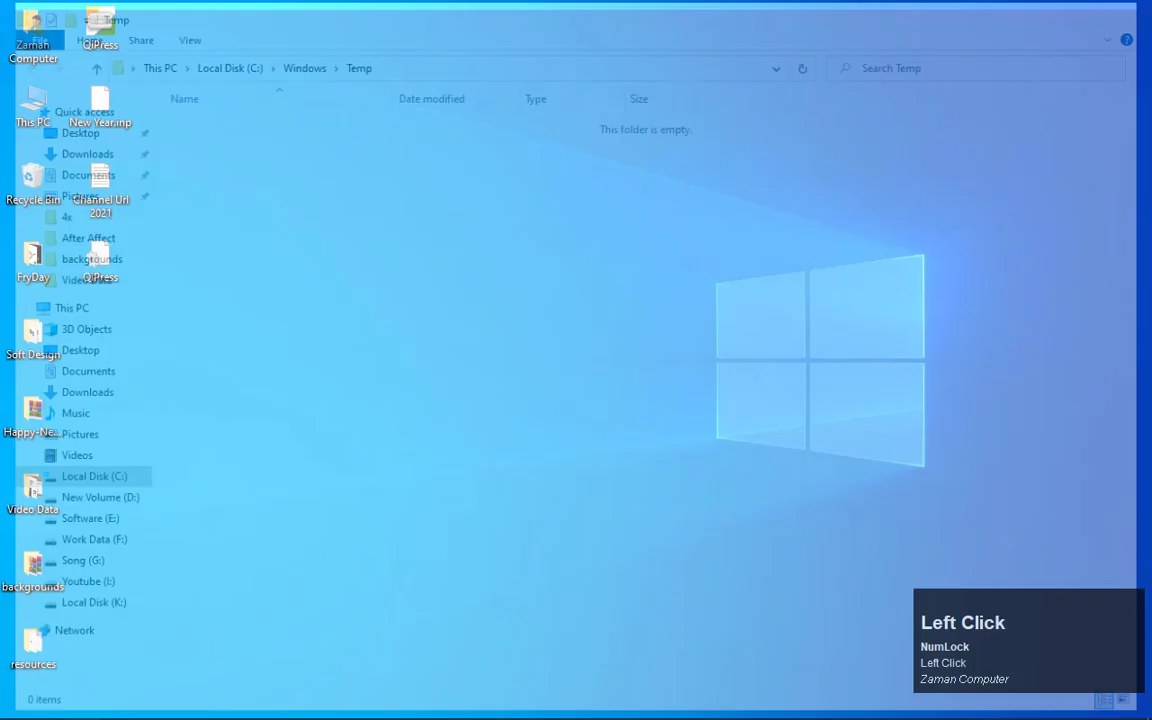 Temp
File
Home
Share
View
This PC
Local Disk (C:)
Windows
Temp
Search Temp
Name
Date modified
Type
Size
This folder is empty.
Quick access
Desktop
Downloads
Documents
Pictures
4x
After Affect
backgrounds
This PC
3D Objects
Desktop
Documents
Downloads
Music
Pictures
Videos
Local Disk (C:)
New Volume (D:)
Software (E:)
Work Data (F:)
Song (G:)
Youtube (I:)
Local Disk (K:)
Network
0 items
Zaman
Computer
QiPress
This PC
New Year.inp
Recycle Bin
Channel Url
2021
FryDay
QiPress
Soft Design
Happy-Ne...
Video Data
backgrounds
resources
Left Click
NumLock
Left Click
Zaman Computer